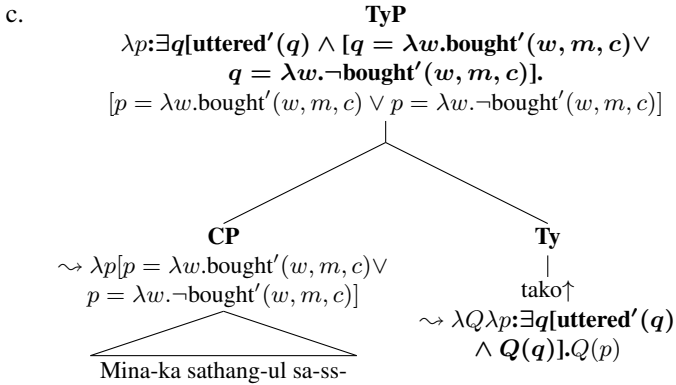 c.
TyP
λp:∃q[uttered′(q) ∧ [q = λw.bought′(w, m, c)∨
q = λw.¬bought′(w, m, c)].
[p = λw.bought′(w, m, c) ∨ p = λw.¬bought′(w, m, c)]
CP
⇝ λp[p = λw.bought′(w, m, c)∨
p = λw.¬bought′(w, m, c)]
Mina-ka sathang-ul sa-ss-
Ty
tako↑
⇝ λQλp:∃q[uttered′(q)
∧ Q(q)].Q(p)